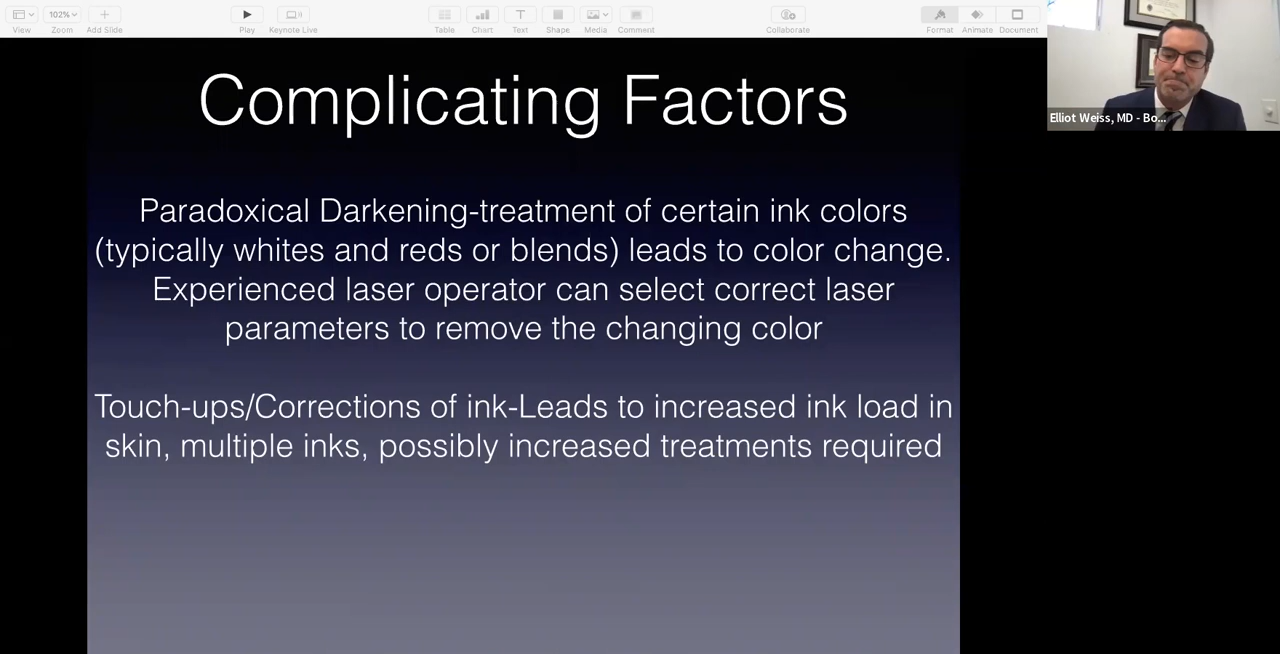 102%
View
Zoom
Add Slide
Play
Keynote Live
Table
Chart
Text
Shape
Media
Comment
Collaborate
Format
Animate
Document
Elliot Weiss, MD - Bo...
Complicating Factors
Paradoxical Darkening-treatment of certain ink colors
(typically whites and reds or blends) leads to color change.
Experienced laser operator can select correct laser
parameters to remove the changing color
Touch-ups/Corrections of ink-Leads to increased ink load in
skin, multiple inks, possibly increased treatments required